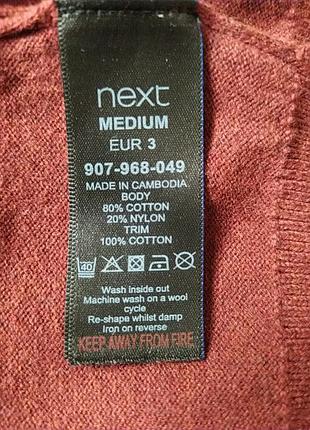 next
MEDIUM
EUR 3
907-968-049
MADE IN CAMBODIA
BODY
80% COTTON
20% NYLON
TRIM
100% COTTON
40
Wash inside out
Machine wash on a wool
cycle
Re-shape whilst damp
Iron on reverse
KEEP AWAY FROM FIRE